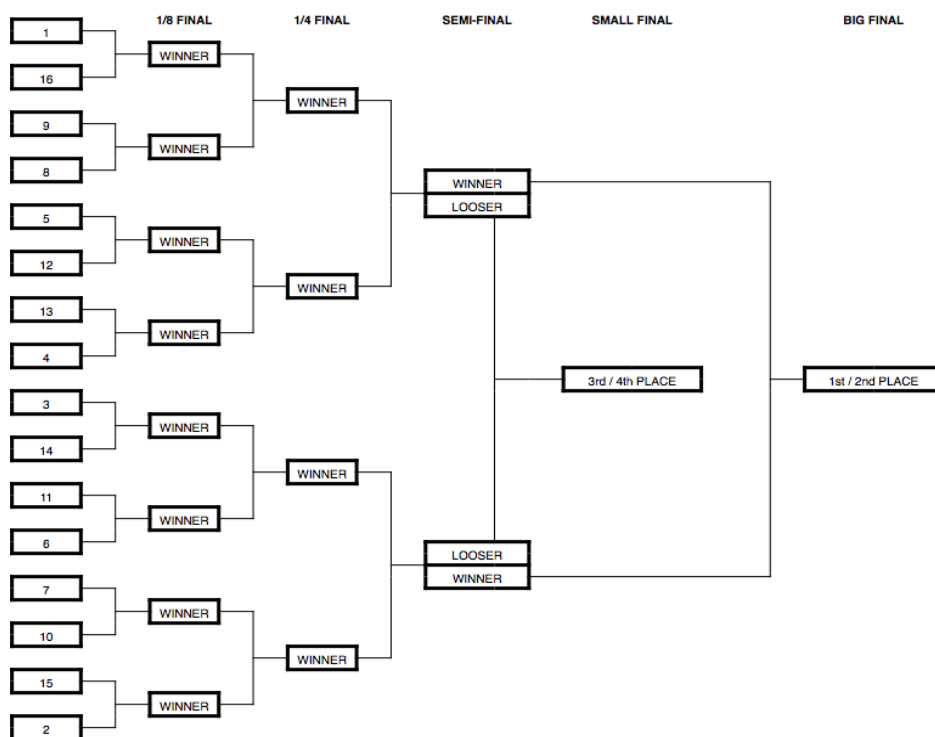 1/8 FINAL 1/4 FINAL SEMI-FINAL SMALL FINAL BIG FINAL
1
WINNER
16
WINNER
9
WINNER
8
WINNER
LOOSER
5
WINNER
12
WINNER
13
WINNER
4
3rd / 4th PLACE 1st / 2nd PLACE
3
WINNER
14
WINNER
11
WINNER
6
LOOSER
WINNER
7
WINNER
10
WINNER
15
WINNER
2